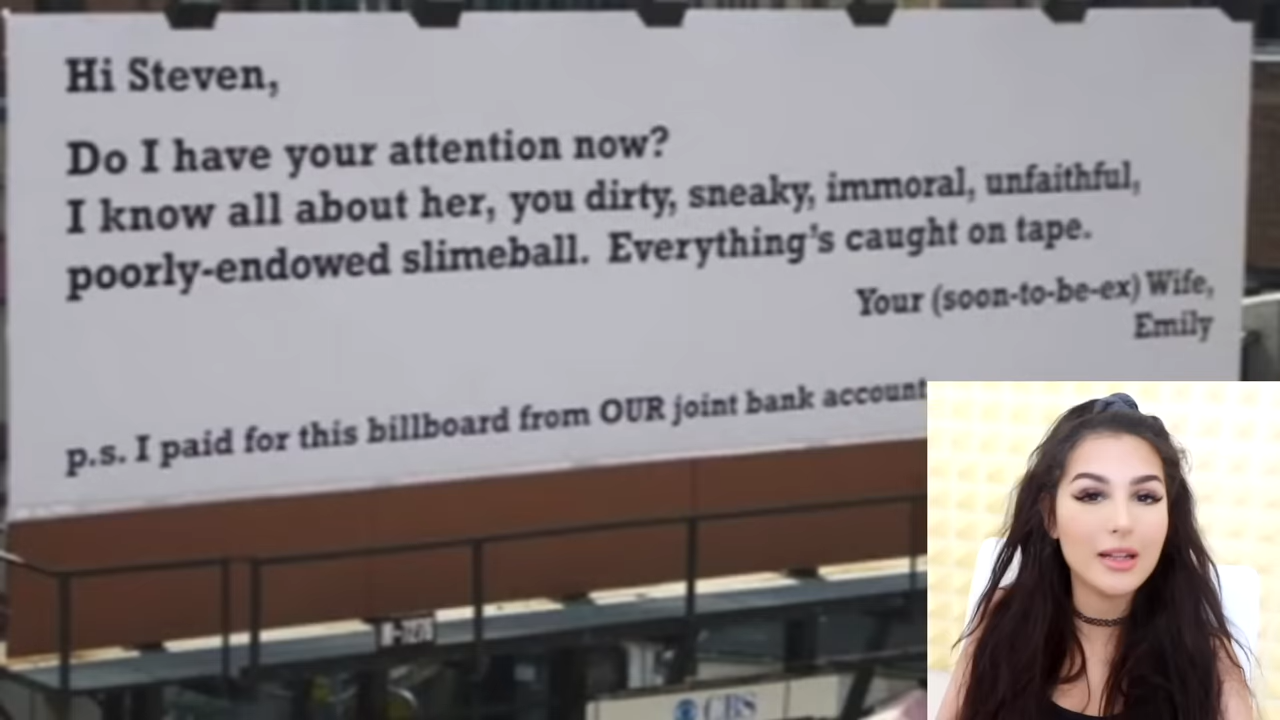 Hi Steven,
Do I have your attention now?
I know all about her, you dirty, sneaky, immoral, unfaithful,
poorly-endowed slimeball. Everything's caught on tape.
Your (soon-to-be-ex) Wife,
Emily
p.s. I paid for this billboard from OUR joint bank account
CBS